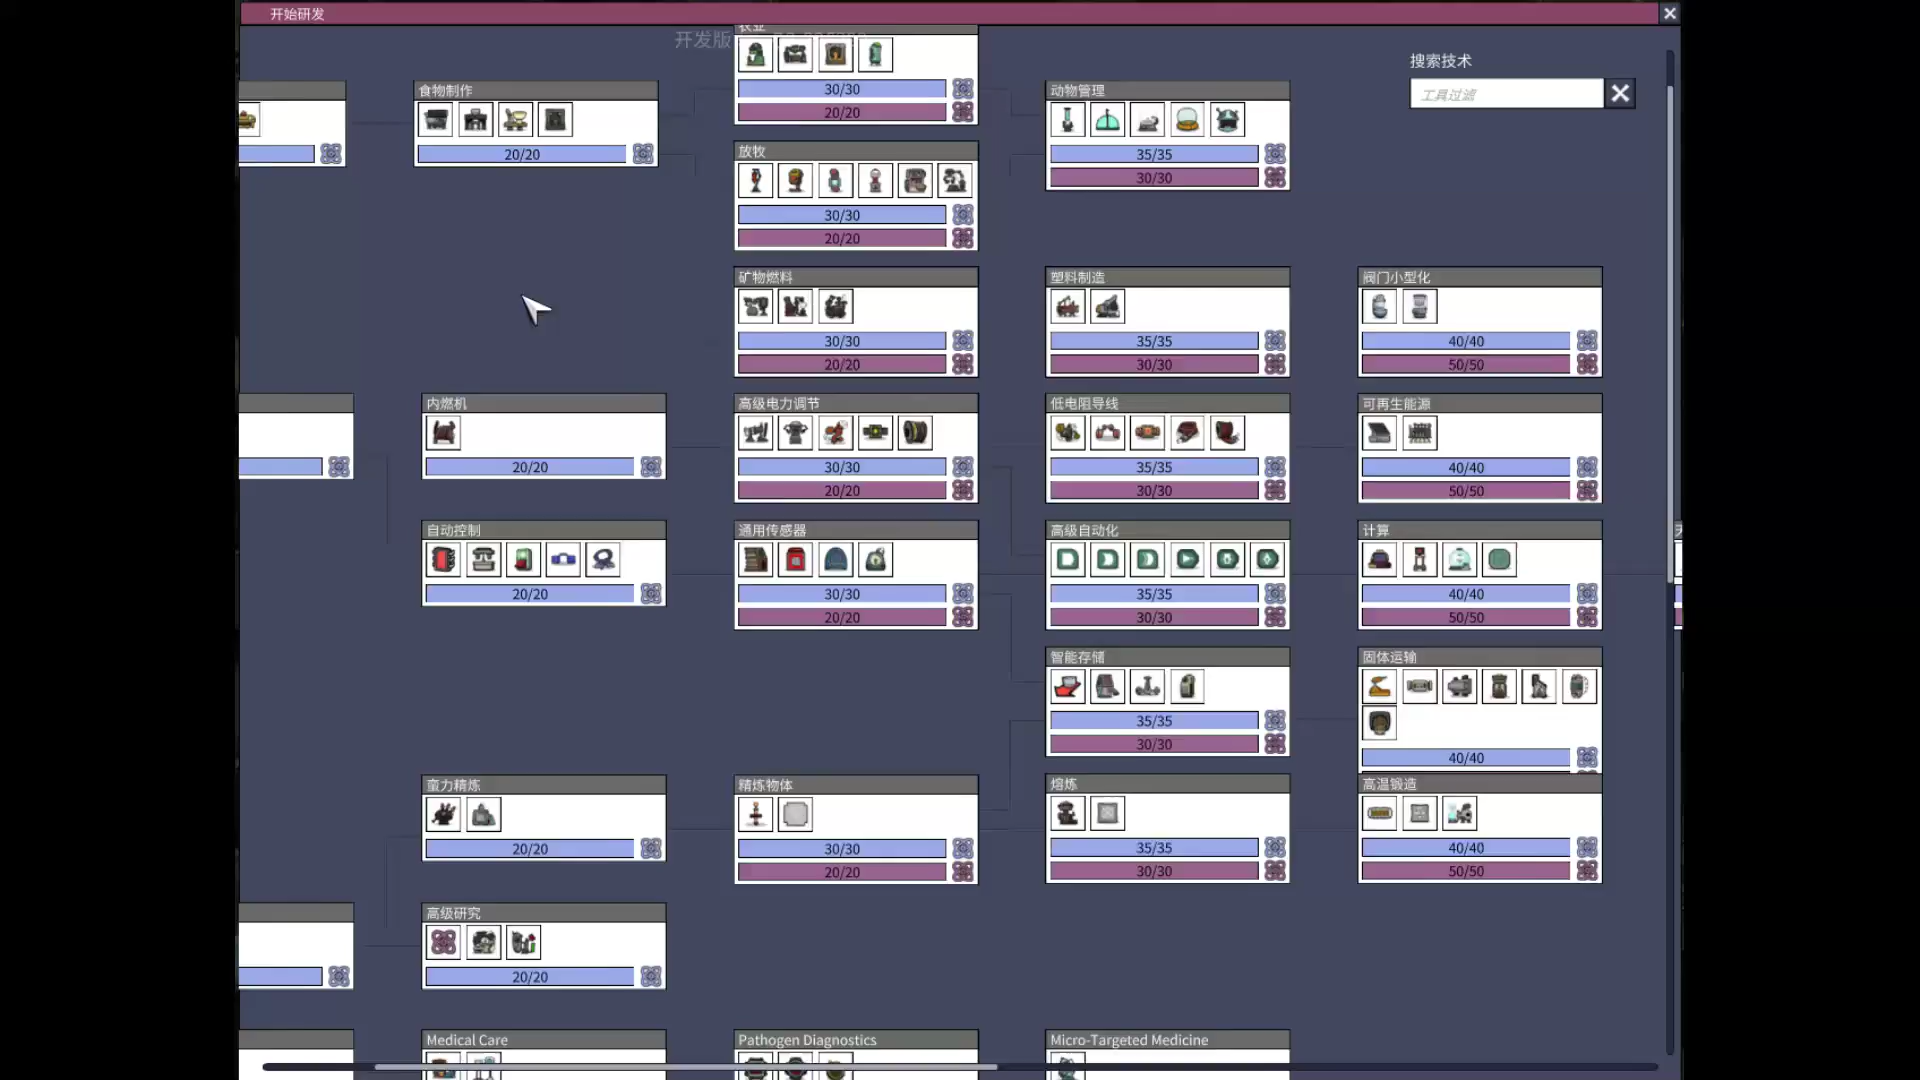 开始研发
开发版
农业
搜索技术
工具过滤
30/30
20/20
食物制作
20/20
动物管理
35/35
30/30
放牧
30/30
20/20
矿物燃料
30/30
20/20
塑料制造
35/35
30/30
阀门小型化
40/40
50/50
内燃机
20/20
高级电力调节
30/30
20/20
低电阻导线
35/35
30/30
可再生能源
40/40
50/50
自动控制
20/20
通用传感器
30/30
20/20
高级自动化
35/35
30/30
计算
40/40
50/50
智能存储
35/35
30/30
固体运输
40/40
蛮力精炼
20/20
精炼物体
30/30
20/20
熔炼
35/35
30/30
高温锻造
40/40
50/50
高级研究
20/20
Medical Care
Pathogen Diagnostics
Micro-Targeted Medicine